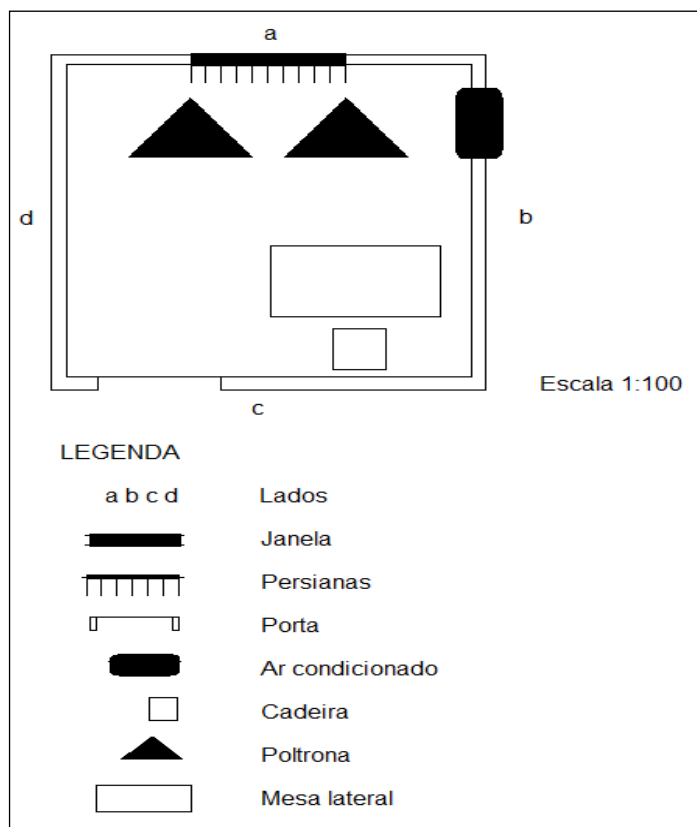 a
d
b
Escala 1:100
c
LEGENDA
a b c d Lados
Janela
Persianas
Porta
Ar condicionado
Cadeira
Poltrona
Mesa lateral